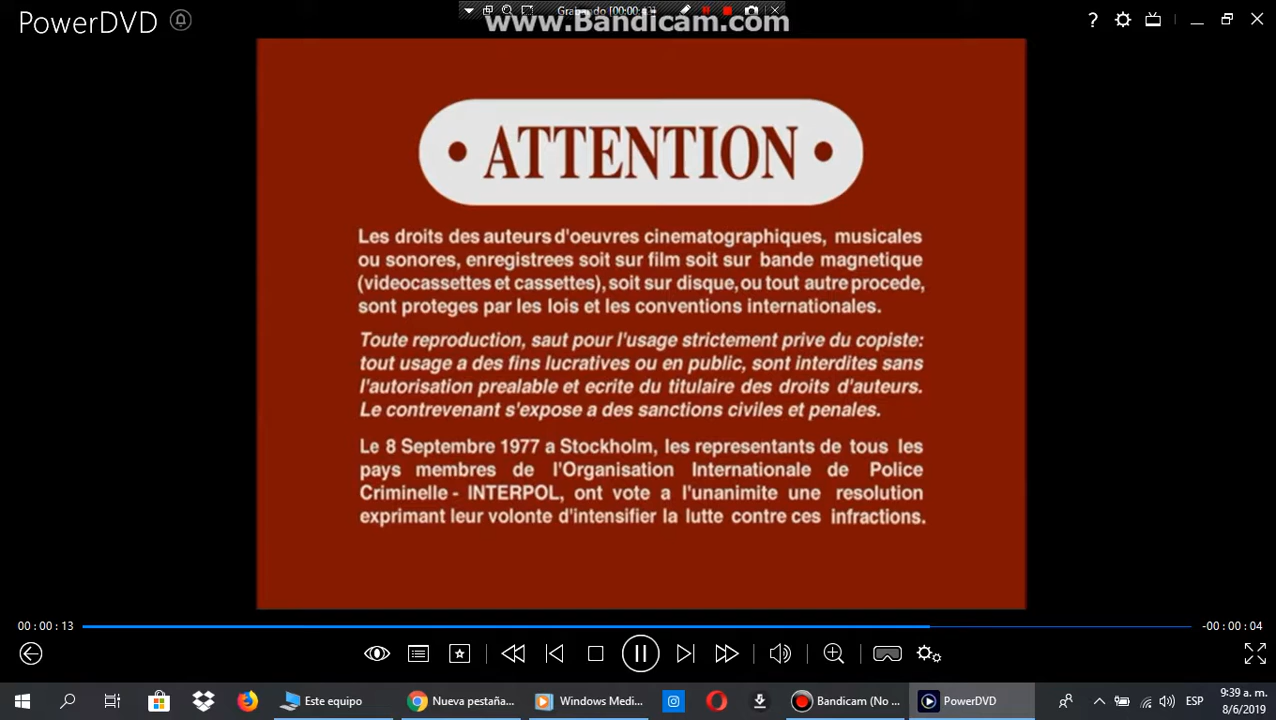 PowerDVD
Grabando [00:00:13]
www.Bandicam.com
• ATTENTION •
Les droits des auteurs d'oeuvres cinematographiques, musicales
ou sonores, enregistrees soit sur film soit sur bande magnetique
(videocassettes et cassettes), soit sur disque, ou tout autre procede,
sont proteges par les lois et les conventions internationales.
Toute reproduction, saut pour l'usage strictement prive du copiste:
tout usage a des fins lucratives ou en public, sont interdites sans
l'autorisation prealable et ecrite du titulaire des droits d'auteurs.
Le contrevenant s'expose a des sanctions civiles et penales.
Le 8 Septembre 1977 a Stockholm, les representants de tous les
pays membres de l'Organisation Internationale de Police
Criminelle - INTERPOL, ont vote a l'unanimite une resolution
exprimant leur volonte d'intensifier la lutte contre ces infractions.
00:00:13
-00:00:04
Este equipo
Nueva pestaña...
Windows Medi...
Bandicam (No ...
PowerDVD
ESP
9:39 a. m.
8/6/2019